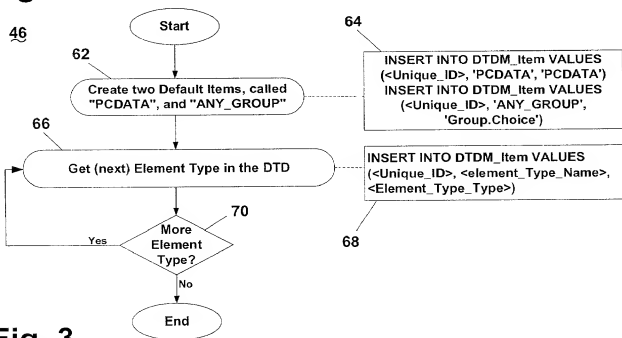 46
Start
62
64
Create two Default Items, called
"PCDATA", and "ANY_GROUP"
INSERT INTO DTDM_Item VALUES
(<Unique_ID>, 'PCDATA', 'PCDATA')
INSERT INTO DTDM_Item VALUES
(<Unique_ID>, 'ANY_GROUP',
'Group.Choice')
66
Get (next) Element Type in the DTD
INSERT INTO DTDM_Item VALUES
(<Unique_ID>, <element_Type_Name>,
<Element_Type_Type>)
68
70
More
Element
Type?
Yes
No
End
Fig. 3